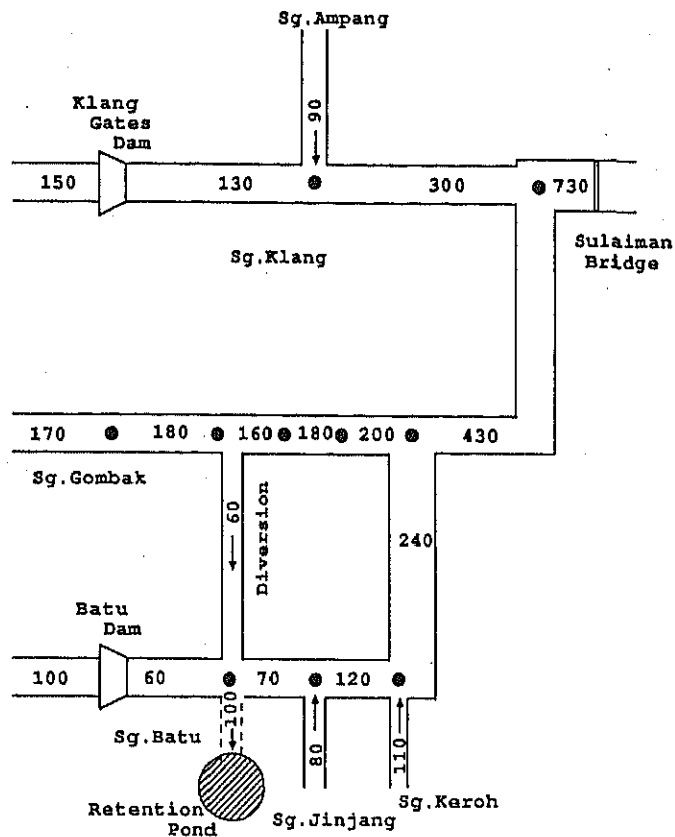 Sg.Ampang
Klang
Gates
Dam
90
150
130
300
730
Sulaiman
Bridge
Sg.Klang
170
180
160
180
200
430
Sg.Gombak
60
Diversion
240
Batu
Dam
100
60
70
120
100
80
110
Sg.Batu
Retention
Pond
Sg.Jinjang
Sg.Keroh